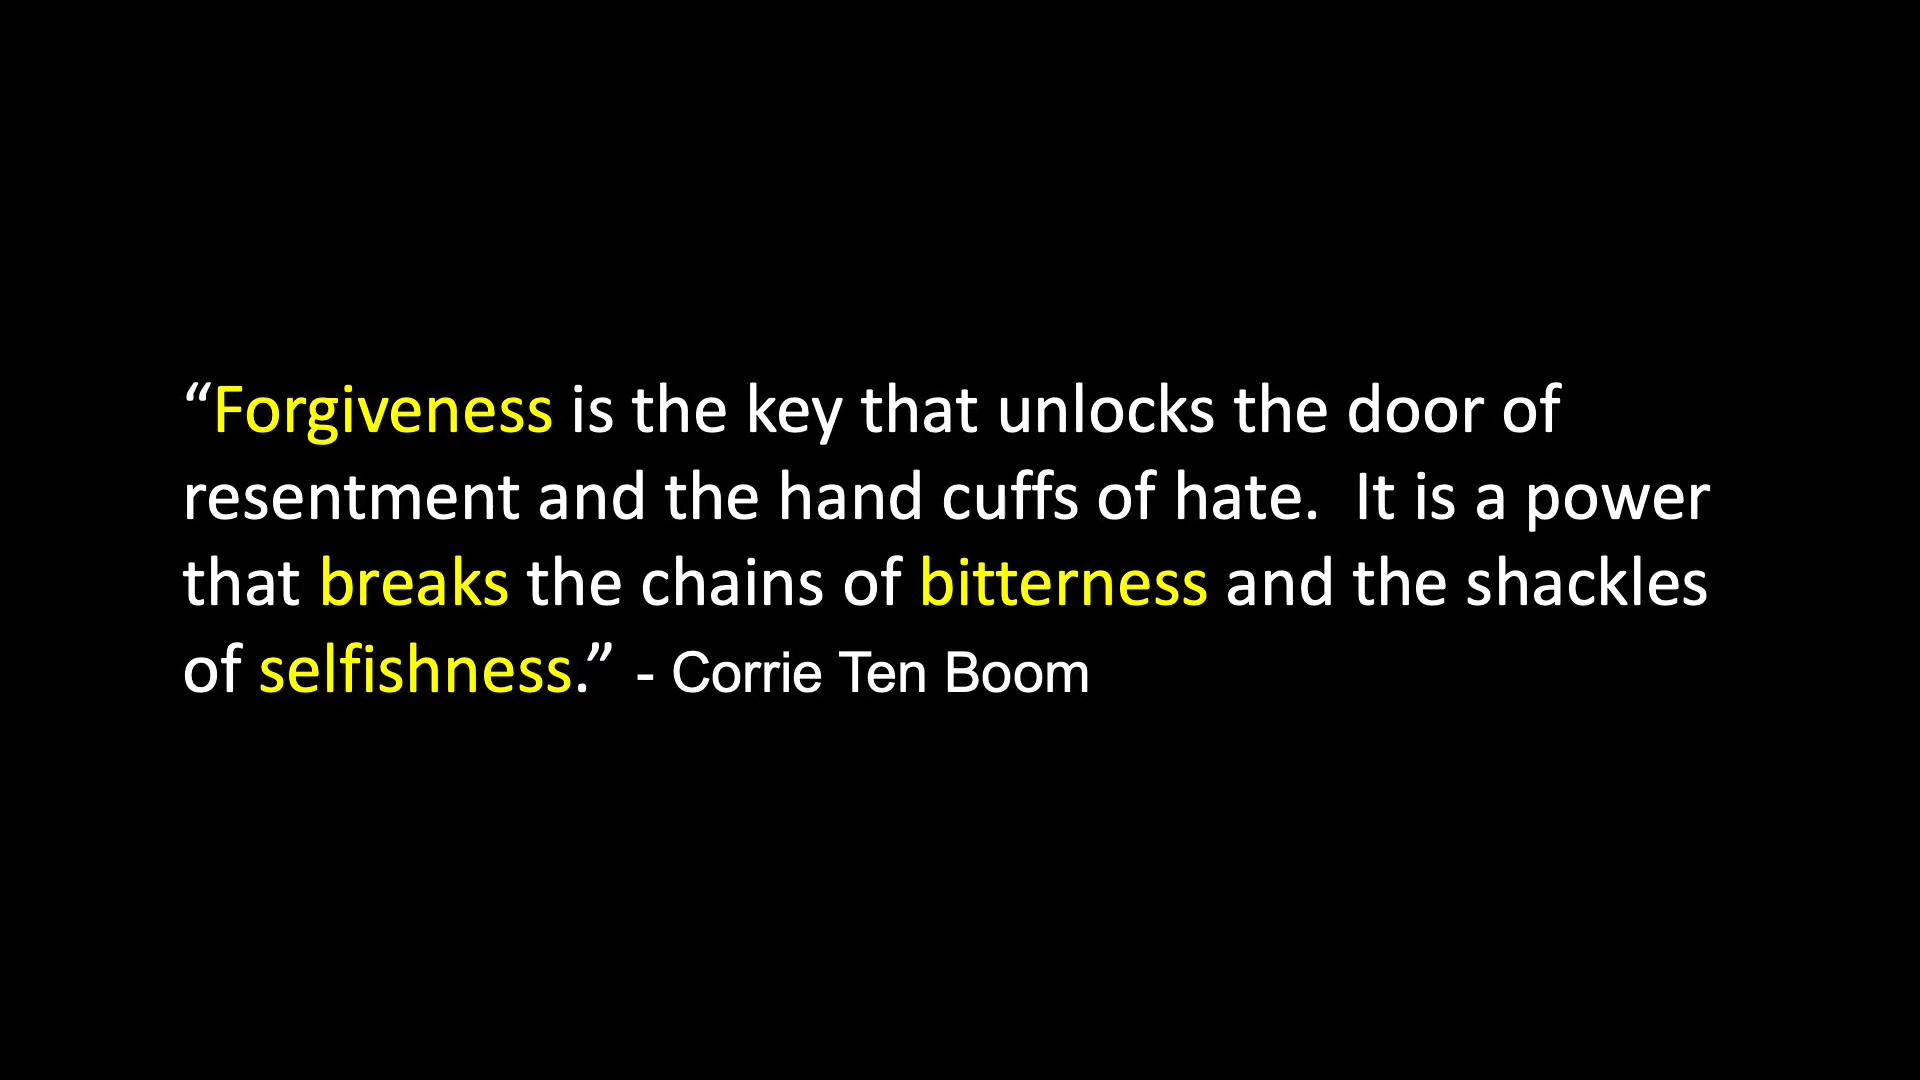 “Forgiveness is the key that unlocks the door of
resentment and the hand cuffs of hate.  It is a power
that breaks the chains of bitterness and the shackles
of selfishness.” - Corrie Ten Boom